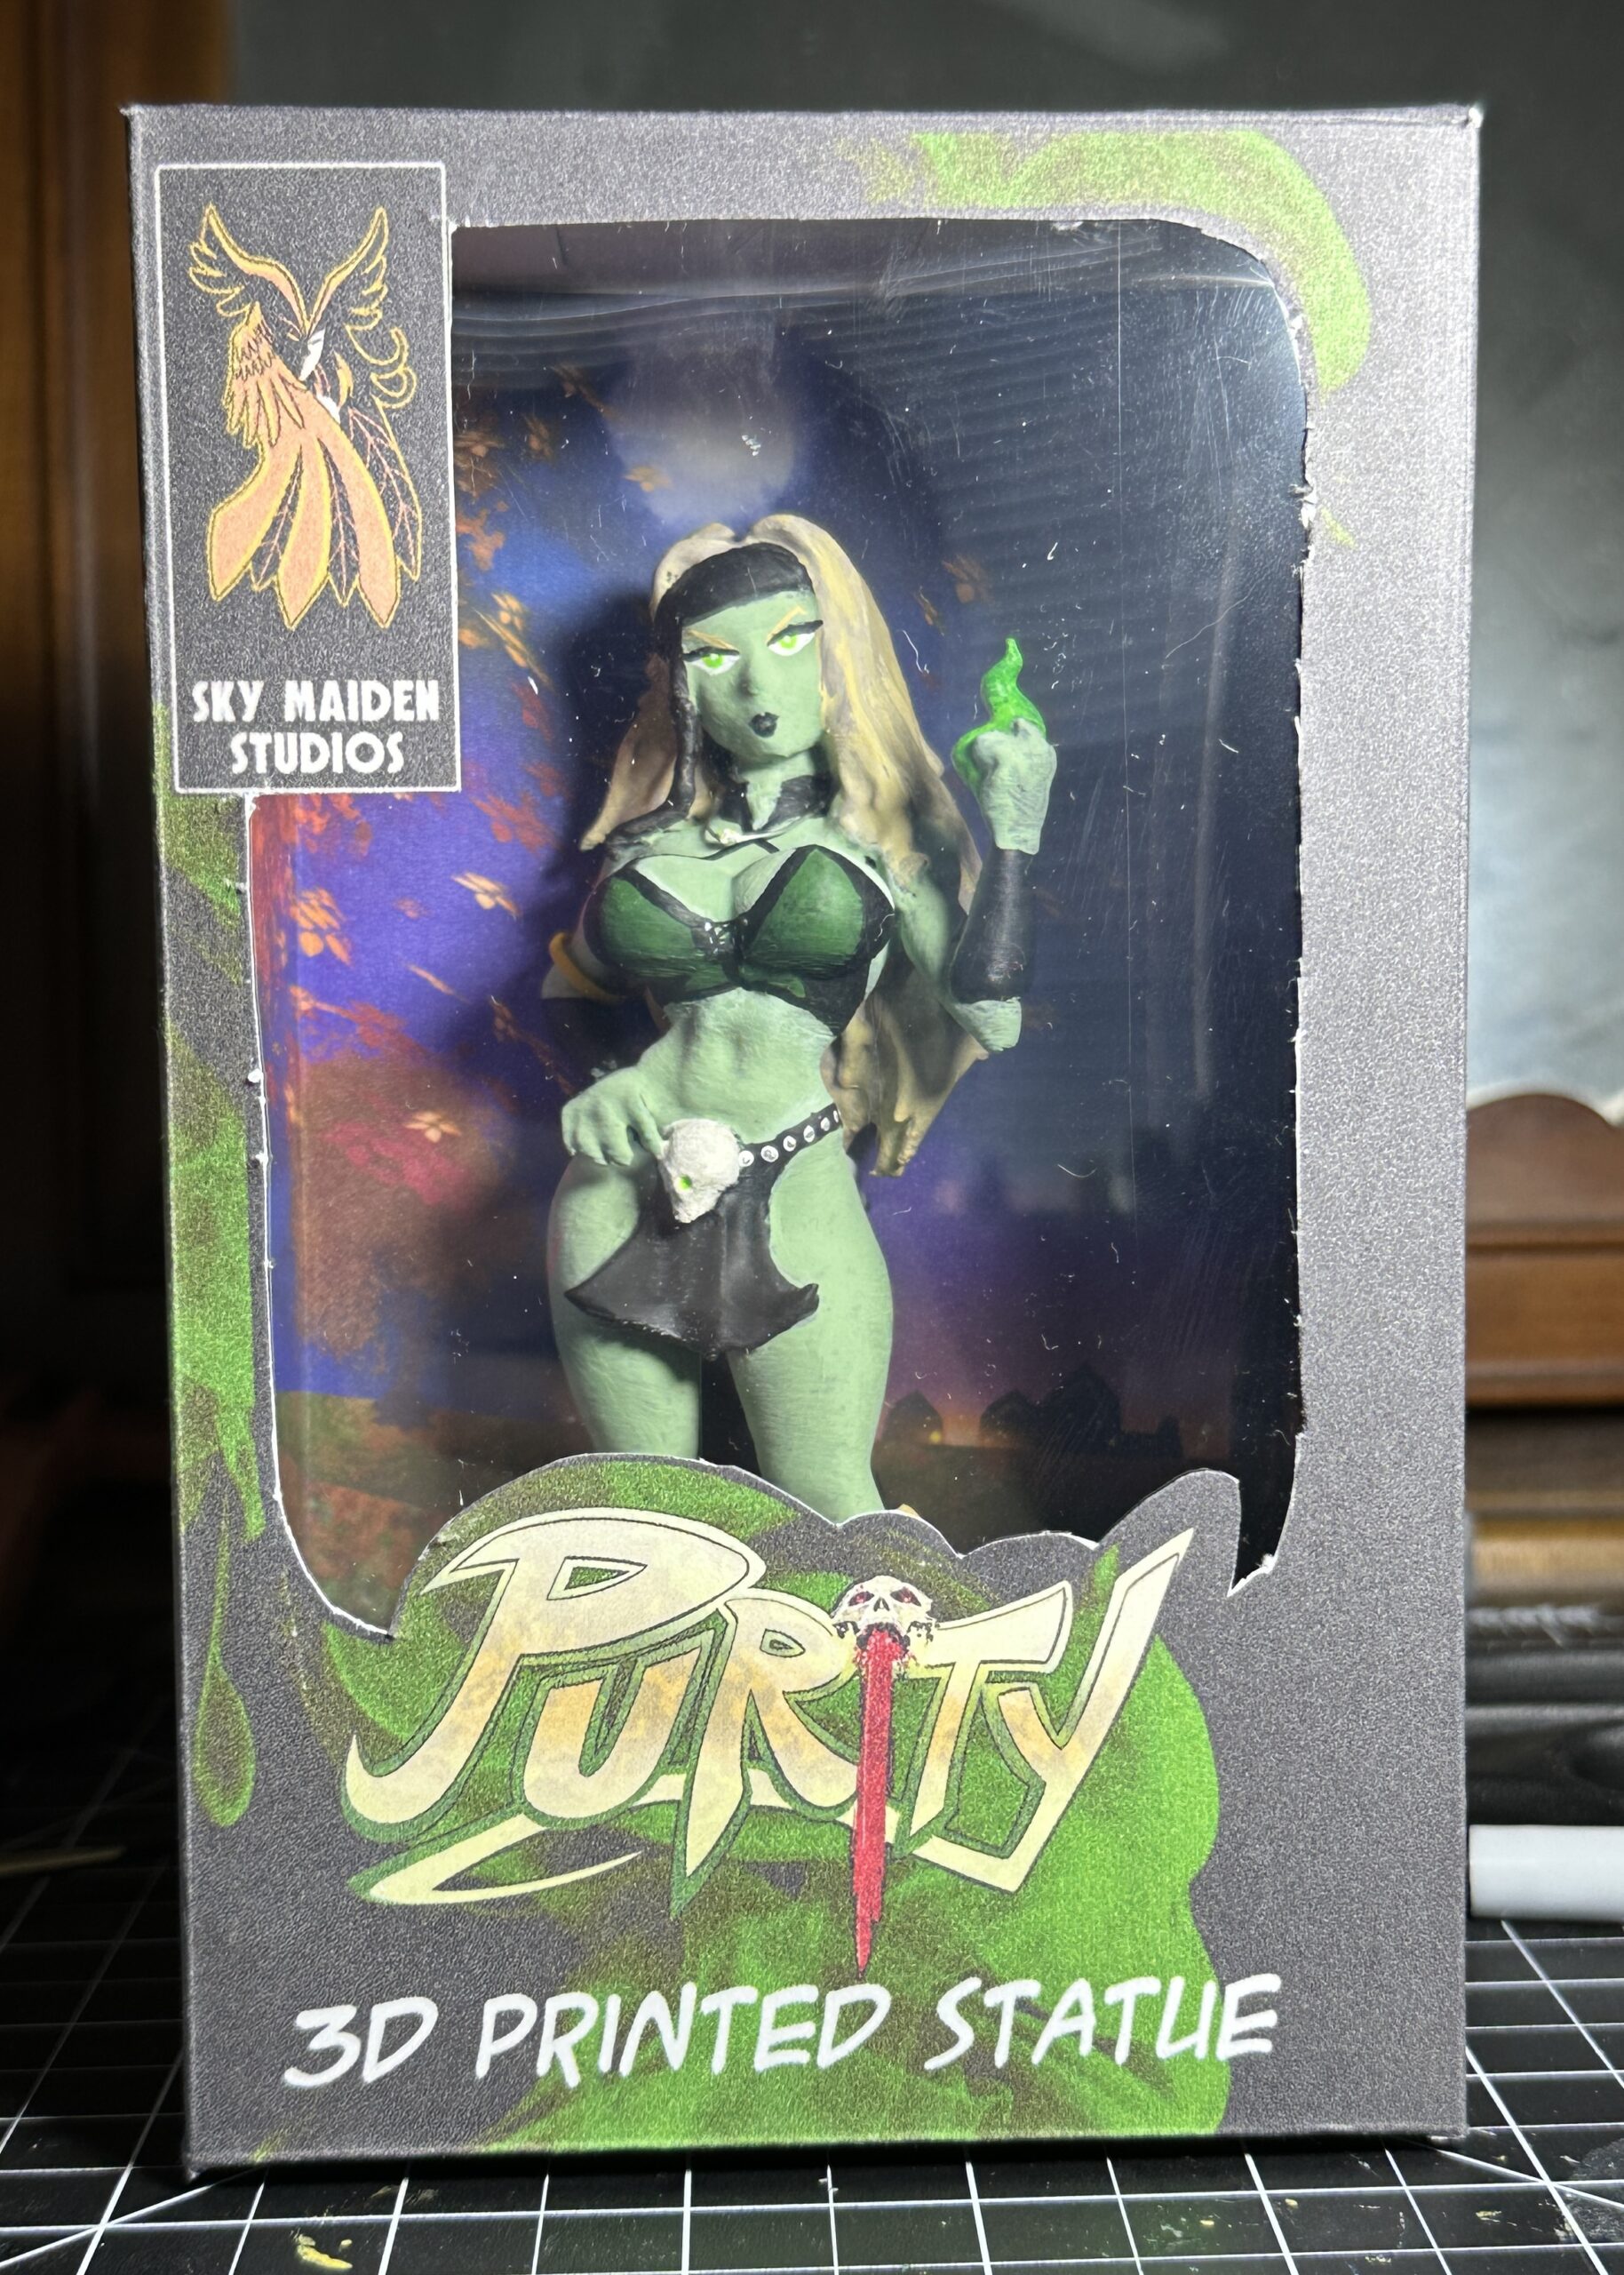 SKY MAIDEN
STUDIOS
PURITY
3D PRINTED STATUE